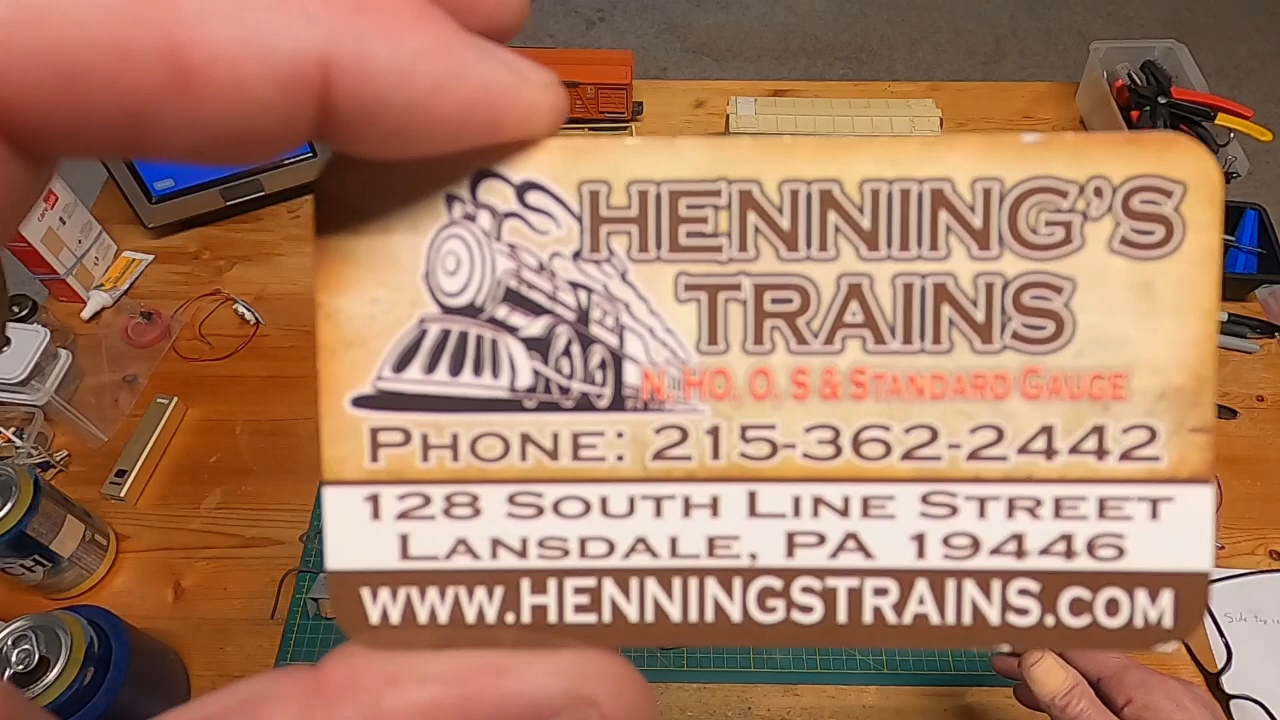 HENNING'S
TRAINS
N, HO, O, S & STANDARD GAUGE
PHONE: 215-362-2442
128 SOUTH LINE STREET
LANSDALE, PA 19446
WWW.HENNINGSTRAINS.COM
Side